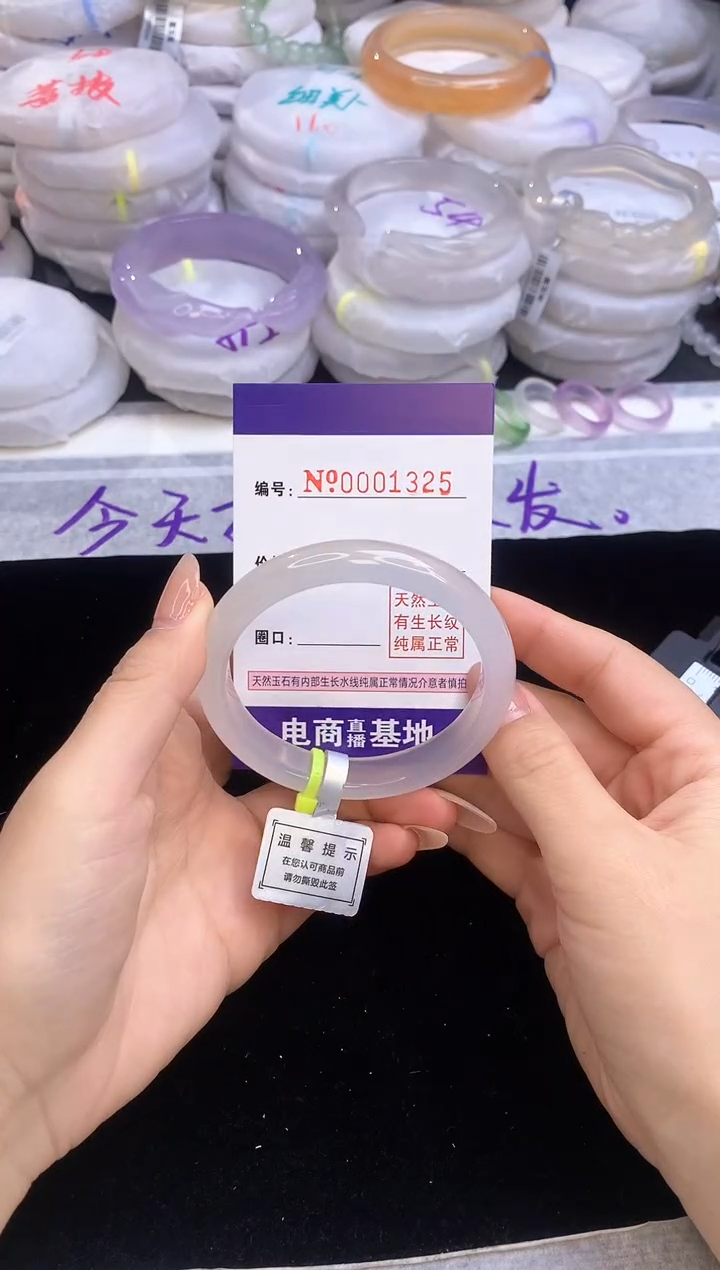 54
编号: №0001325
今天
发。
天然玉
有生长纹
纯属正常
圈口:
天然玉石有内部生长水线纯属正常情况介意者慎拍
电商直播基地
温馨提示
在您认可商品前
请勿撕毁此签